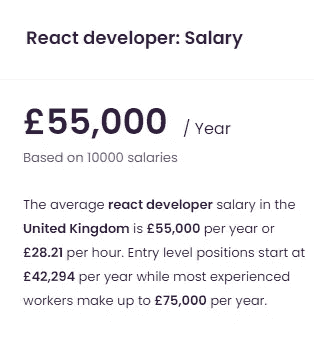 React developer: Salary
£55,000 / Year
Based on 10000 salaries
The average react developer salary in the
United Kingdom is £55,000 per year or
£28.21 per hour. Entry level positions start at
£42,294 per year while most experienced
workers make up to £75,000 per year.